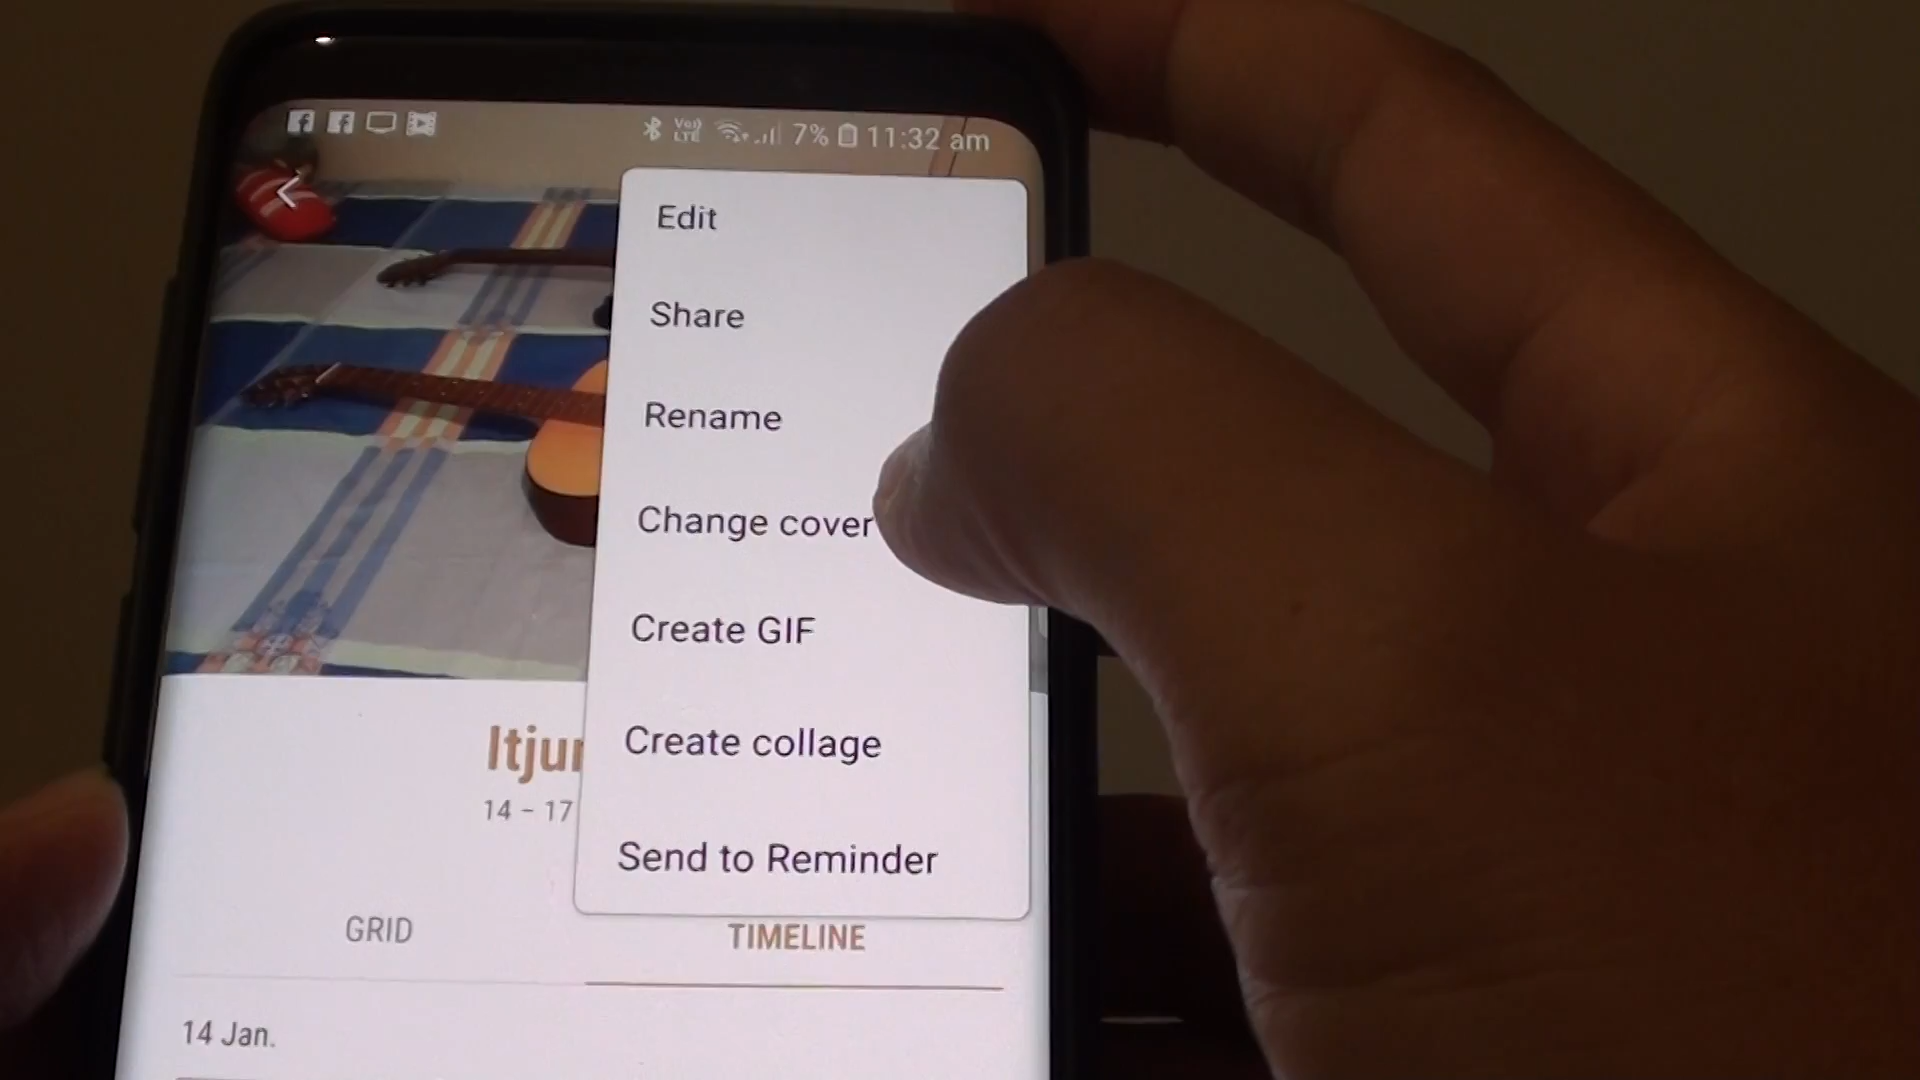 VoLTE 7% 11:32 am
Edit
Share
Rename
Change cover
Create GIF
Create collage
Send to Reminder
Itjur
14 - 17
GRID TIMELINE
14 Jan.